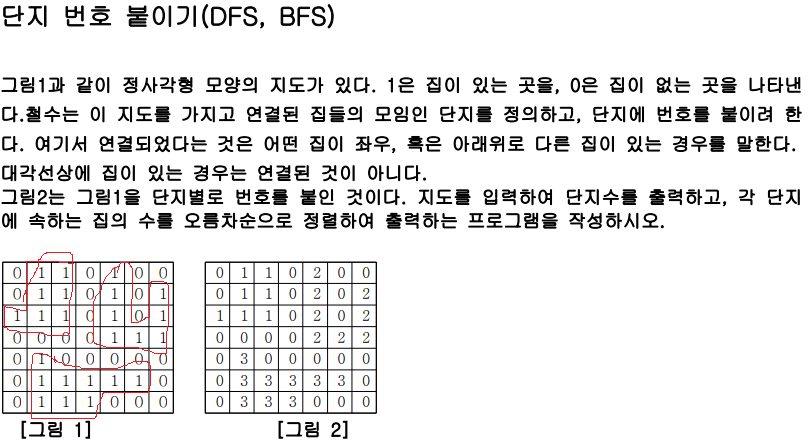 단지 번호 붙이기(DFS, BFS)
그림1과 같이 정사각형 모양의 지도가 있다. 1은 집이 있는 곳을, 0은 집이 없는 곳을 나타낸
다.철수는 이 지도를 가지고 연결된 집들의 모임인 단지를 정의하고, 단지에 번호를 붙이려 한
다. 여기서 연결되었다는 것은 어떤 집이 좌우, 혹은 아래위로 다른 집이 있는 경우를 말한다.
대각선상에 집이 있는 경우는 연결된 것이 아니다.
그림2는 그림1을 단지별로 번호를 붙인 것이다. 지도를 입력하여 단지수를 출력하고, 각 단지
에 속하는 집의 수를 오름차순으로 정렬하여 출력하는 프로그램을 작성하시오.
0 1 1 0 1 0 0
0 1 1 0 1 0 1
1 1 1 0 1 0 1
0 0 0 0 1 1 1
0 1 0 0 0 0 0
0 1 1 1 1 1 0
0 1 1 1 0 0 0
[그림 1]
0 1 1 0 2 0 0
0 1 1 0 2 0 2
1 1 1 0 2 0 2
0 0 0 0 2 2 2
0 3 0 0 0 0 0
0 3 3 3 3 3 0
0 3 3 3 0 0 0
[그림 2]